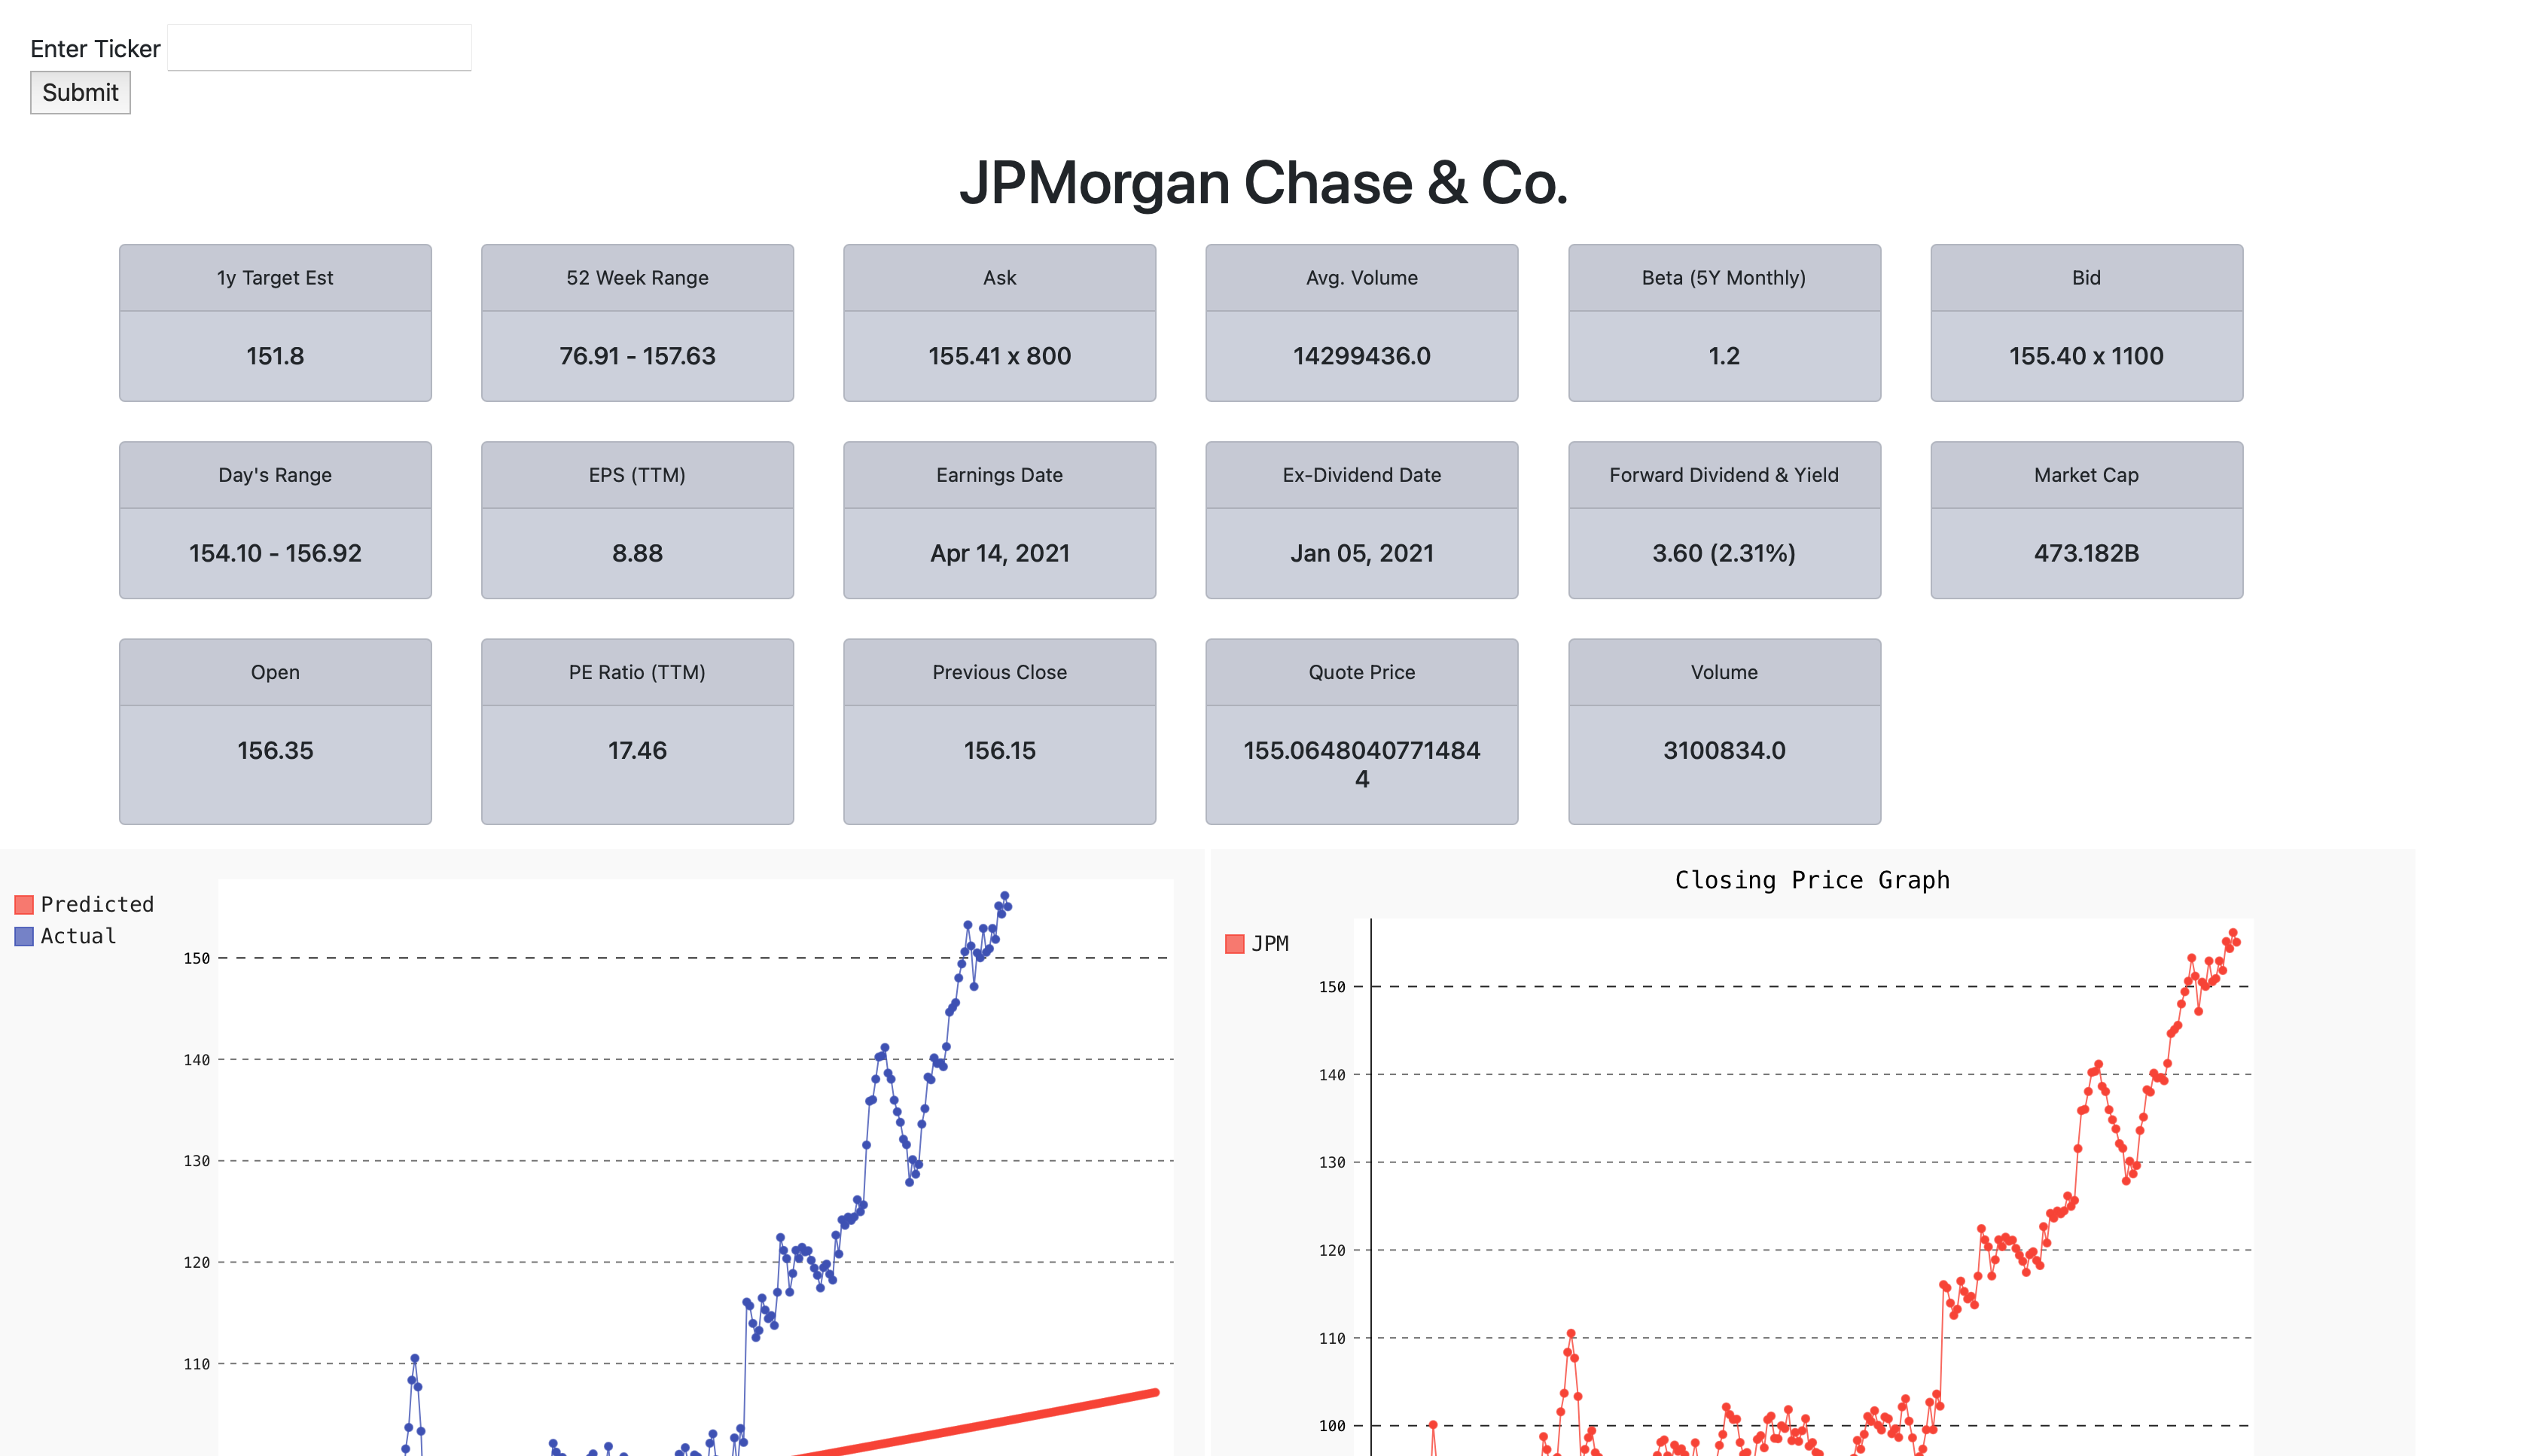 Enter Ticker
Submit
JPMorgan Chase & Co.
1y Target Est
151.8
52 Week Range
76.91 - 157.63
Ask
155.41 x 800
Avg. Volume
14299436.0
Beta (5Y Monthly)
1.2
Bid
155.40 x 1100
Day's Range
154.10 - 156.92
EPS (TTM)
8.88
Earnings Date
Apr 14, 2021
Ex-Dividend Date
Jan 05, 2021
Forward Dividend & Yield
3.60 (2.31%)
Market Cap
473.182B
Open
156.35
PE Ratio (TTM)
17.46
Previous Close
156.15
Quote Price
155.0648040771484
4
Volume
3100834.0
Predicted
Actual
150
140
130
120
110
Closing Price Graph
JPM
150
140
130
120
110
100